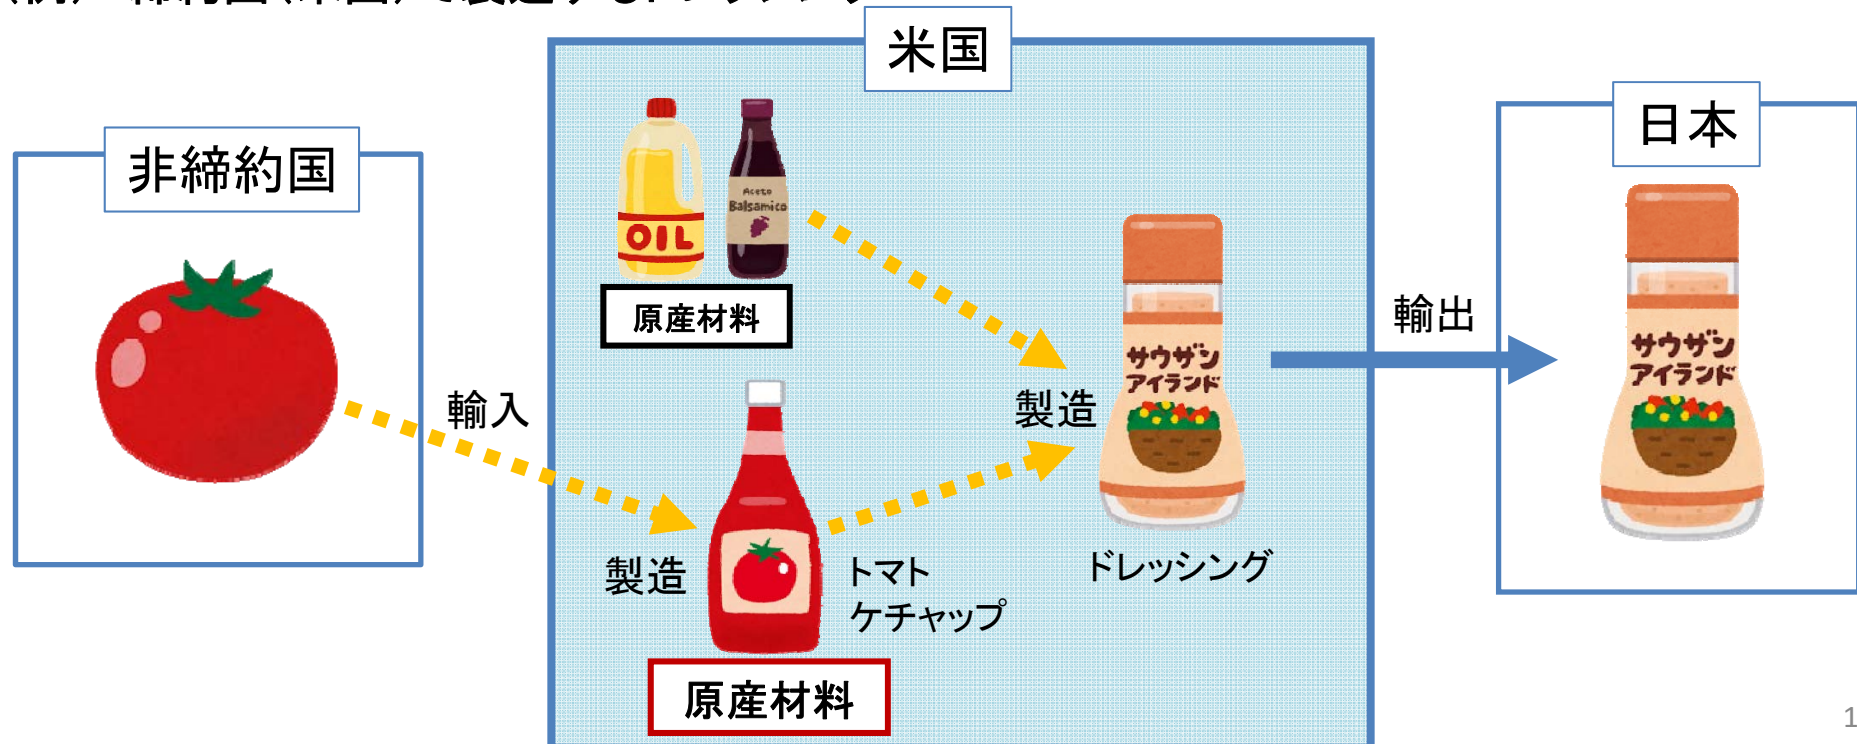 米国
日本
非締約国
OIL
Aceto
Balsamico
原産材料
輸入
製造
トマト
ケチャップ
原産材料
製造
サウザン
アイランド
ドレッシング
輸出
サウザン
アイランド
1